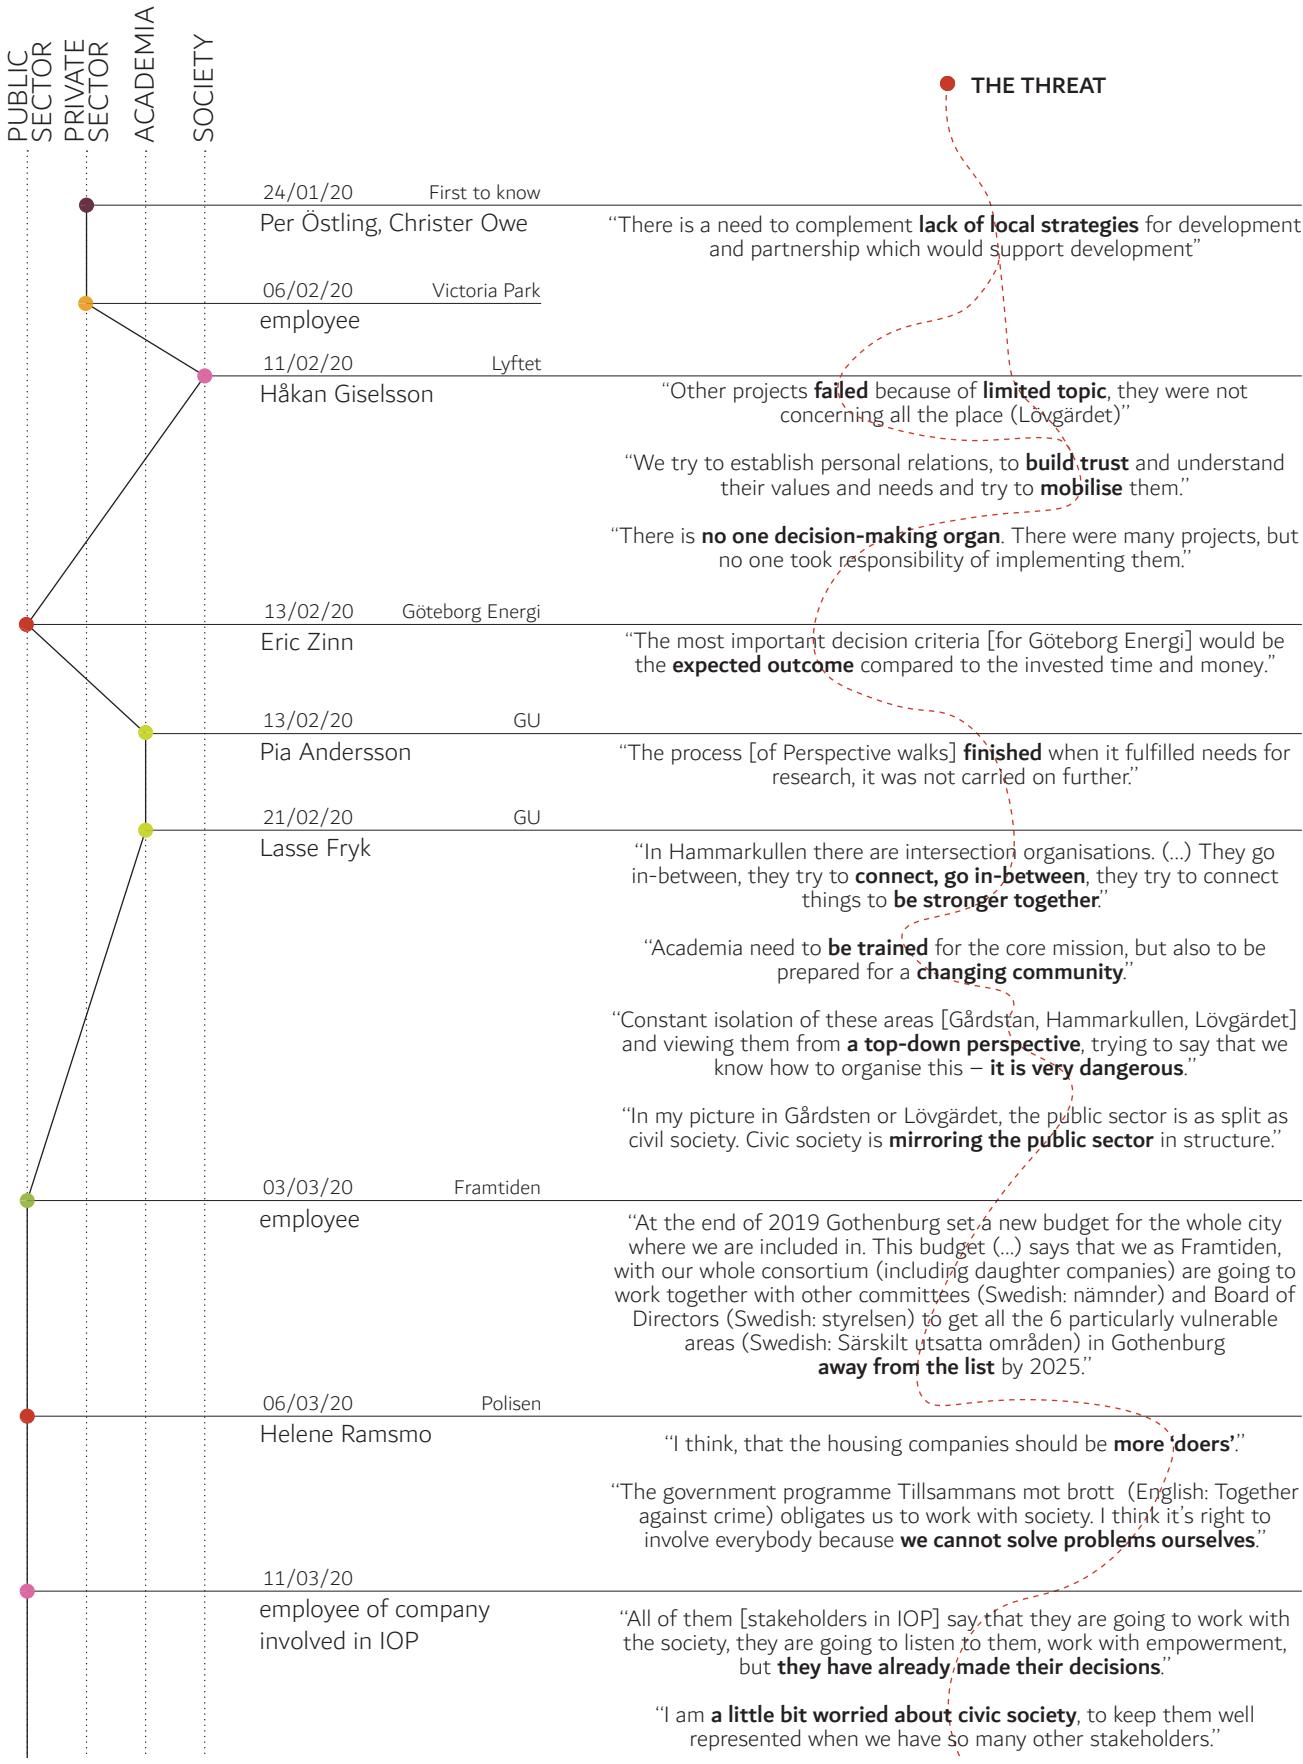 PUBLIC
SECTOR
PRIVATE
SECTOR
ACADEMIA
SOCIETY
THE THREAT
24/01/20 First to know
Per Östling, Christer Owe
“There is a need to complement lack of local strategies for development
and partnership which would support development”
06/02/20 Victoria Park
employee
11/02/20 Lyftet
Håkan Giselsson
“Other projects failed because of limited topic, they were not
concerning all the place (Lövgärdet)”
“We try to establish personal relations, to build trust and understand
their values and needs and try to mobilise them.”
“There is no one decision-making organ. There were many projects, but
no one took responsibility of implementing them.”
13/02/20 Göteborg Energi
Eric Zinn
“The most important decision criteria [for Göteborg Energi] would be
the expected outcome compared to the invested time and money.”
13/02/20 GU
Pia Andersson
“The process [of Perspective walks] finished when it fulfilled needs for
research, it was not carried on further.”
21/02/20 GU
Lasse Fryk
“In Hammarkullen there are intersection organisations. (...) They go
in-between, they try to connect, go in-between, they try to connect
things to be stronger together.”
“Academia need to be trained for the core mission, but also to be
prepared for a changing community.”
“Constant isolation of these areas [Gårdstan, Hammarkullen, Lövgärdet]
and viewing them from a top-down perspective, trying to say that we
know how to organise this – it is very dangerous.”
“In my picture in Gårdsten or Lövgärdet, the public sector is as split as
civil society. Civic society is mirroring the public sector in structure.”
03/03/20 Framtiden
employee
“At the end of 2019 Gothenburg set a new budget for the whole city
where we are included in. This budget (...) says that we as Framtiden,
with our whole consortium (including daughter companies) are going to
work together with other committees (Swedish: nämnder) and Board of
Directors (Swedish: styrelsen) to get all the 6 particularly vulnerable
areas (Swedish: Särskilt utsatta områden) in Gothenburg
away from the list by 2025.”
06/03/20 Polisen
Helene Ramsmo
“I think, that the housing companies should be more ‘doers’.”
“The government programme Tillsammans mot brott (English: Together
against crime) obligates us to work with society. I think it’s right to
involve everybody because we cannot solve problems ourselves.”
11/03/20
employee of company
involved in IOP
“All of them [stakeholders in IOP] say that they are going to work with
the society, they are going to listen to them, work with empowerment,
but they have already made their decisions.”
“I am a little bit worried about civic society, to keep them well
represented when we have so many other stakeholders.”